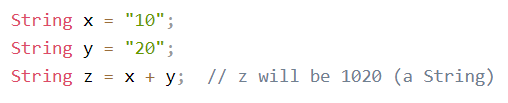 String x = "10";
String y = "20";
String z = x + y;  // z will be 1020 (a String)